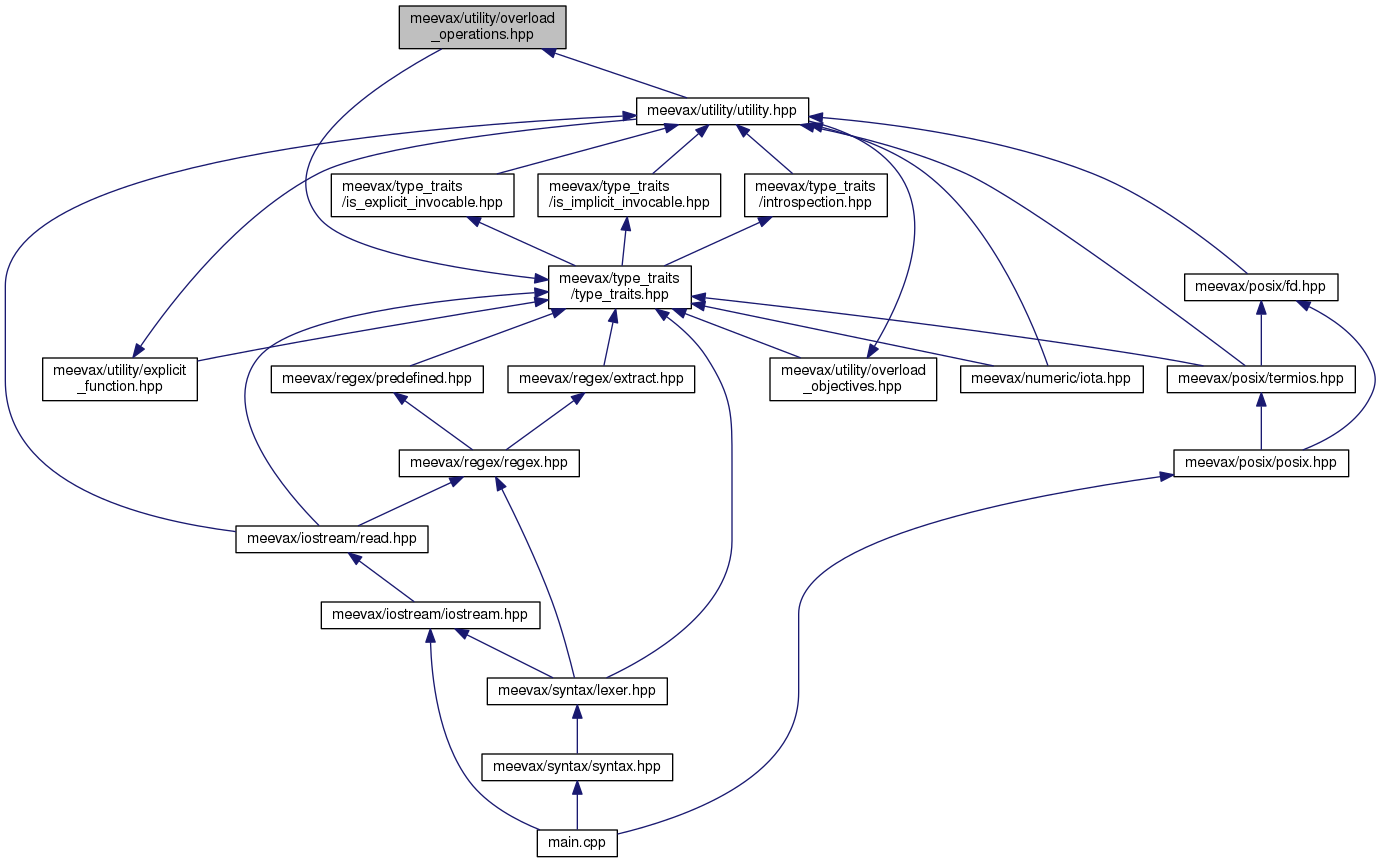 meevax/utility/overload
_operations.hpp
meevax/utility/utility.hpp
meevax/type_traits
/is_explicit_invocable.hpp
meevax/type_traits
/is_implicit_invocable.hpp
meevax/type_traits
/introspection.hpp
meevax/type_traits
/type_traits.hpp
meevax/posix/fd.hpp
meevax/utility/explicit
_function.hpp
meevax/regex/predefined.hpp
meevax/regex/extract.hpp
meevax/utility/overload
_objectives.hpp
meevax/numeric/iota.hpp
meevax/posix/termios.hpp
meevax/regex/regex.hpp
meevax/posix/posix.hpp
meevax/iostream/read.hpp
meevax/iostream/iostream.hpp
meevax/syntax/lexer.hpp
meevax/syntax/syntax.hpp
main.cpp